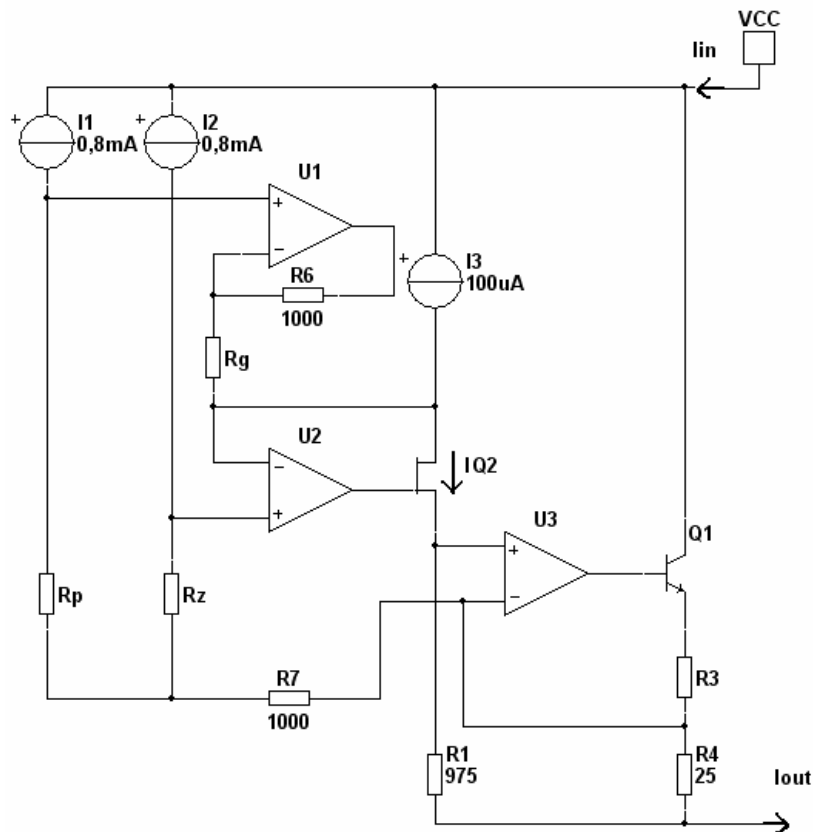 VCC
Iin
+
I1
0,8mA
+
I2
0,8mA
U1
+
−
+
I3
100uA
R6
1000
Rg
U2
−
+
IQ2
U3
+
−
Q1
Rp
Rz
R7
1000
R3
R1
975
R4
25
Iout